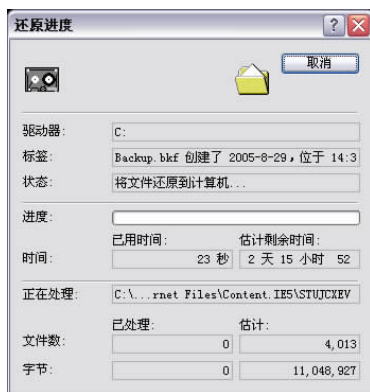 还原进度
取消
驱动器: C:
标签: Backup.bkf 创建了 2005-8-29，位于 14:3
状态: 将文件还原到计算机...
进度:
已用时间: 估计剩余时间:
时间: 23 秒 2 天 15 小时 52
正在处理: C:\...rnet Files\Content.IE5\STUJCXEV
已处理: 估计:
文件数: 0 4,013
字节: 0 11,048,927